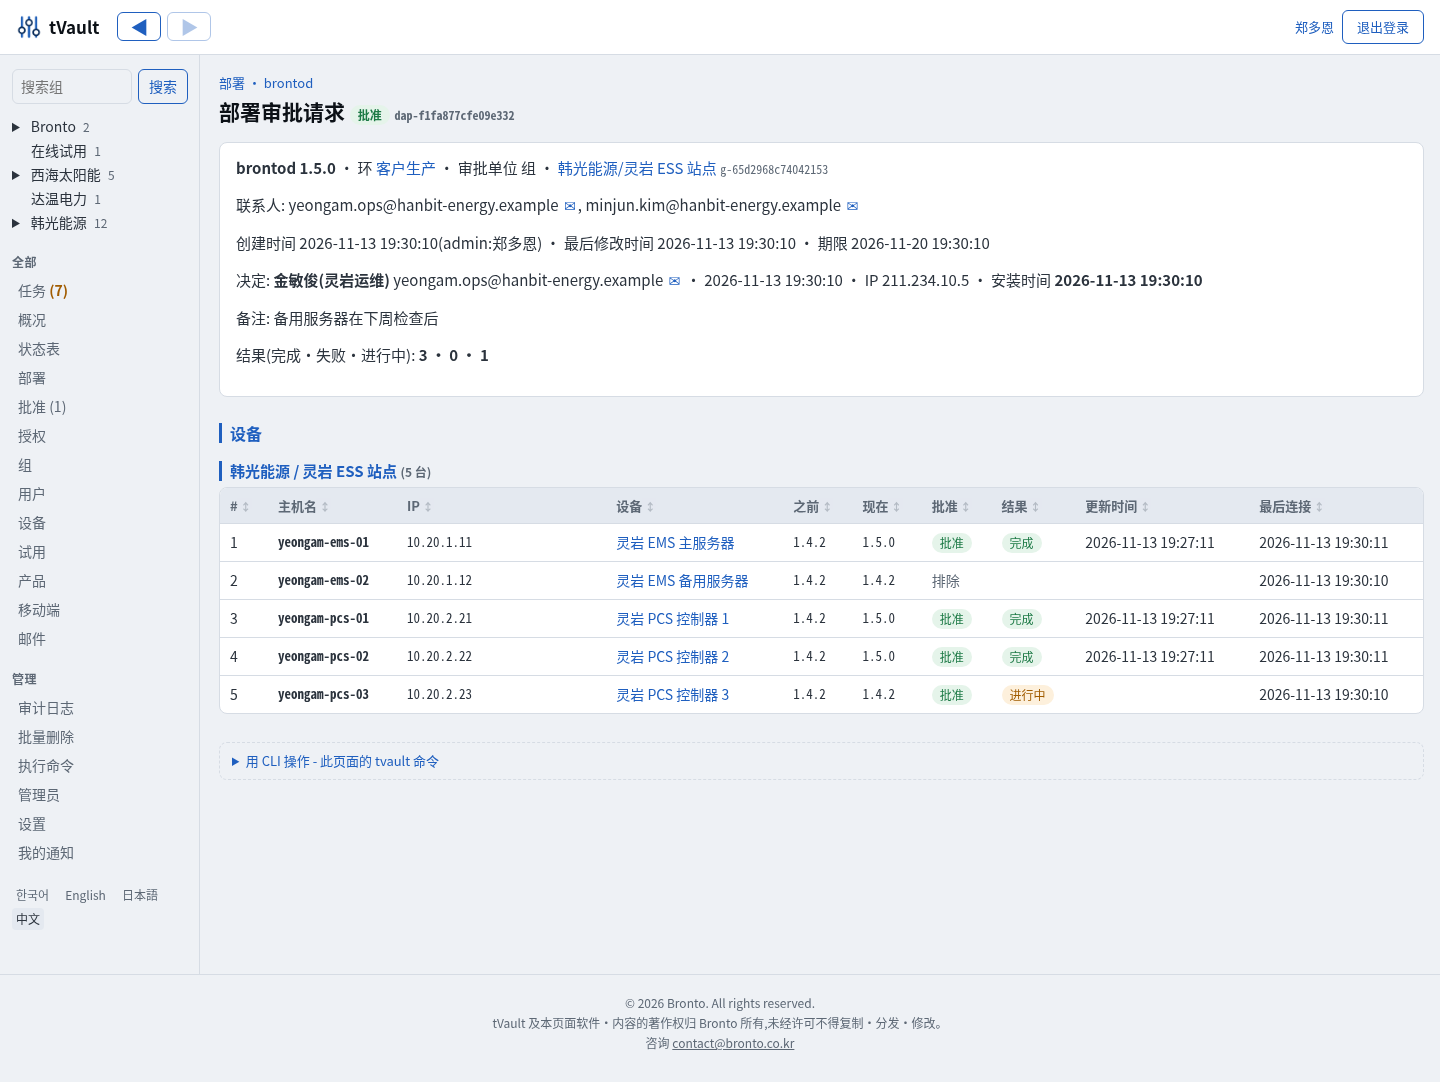 tVault ◀ ▶ 郑多恩 退出登录
搜索组 搜索
▶ Bronto 2
在线试用 1
▶ 西海太阳能 5
达温电力 1
▶ 韩光能源 12
全部
任务 (7)
概况
状态表
部署
批准 (1)
授权
组
用户
设备
试用
产品
移动端
邮件
管理
审计日志
批量删除
执行命令
管理员
设置
我的通知
한국어 English 日本語
中文
部署 · brontod
部署审批请求 批准 dap-f1fa877cfe09e332
brontod 1.5.0 · 环 客户生产 · 审批单位 组 · 韩光能源/灵岩 ESS 站点 g-65d2968c74042153
联系人: yeongam.ops@hanbit-energy.example ✉, minjun.kim@hanbit-energy.example ✉
创建时间 2026-11-13 19:30:10(admin:郑多恩) · 最后修改时间 2026-11-13 19:30:10 · 期限 2026-11-20 19:30:10
决定: 金敏俊(灵岩运维) yeongam.ops@hanbit-energy.example ✉ · 2026-11-13 19:30:10 · IP 211.234.10.5 · 安装时间 2026-11-13 19:30:10
备注: 备用服务器在下周检查后
结果(完成·失败·进行中): 3 · 0 · 1
设备
韩光能源 / 灵岩 ESS 站点 (5 台)
# ↕ 主机名 ↕ IP ↕ 设备 ↕ 之前 ↕ 现在 ↕ 批准 ↕ 结果 ↕ 更新时间 ↕ 最后连接 ↕
1 yeongam-ems-01 10.20.1.11 灵岩 EMS 主服务器 1.4.2 1.5.0 批准 完成 2026-11-13 19:27:11 2026-11-13 19:30:11
2 yeongam-ems-02 10.20.1.12 灵岩 EMS 备用服务器 1.4.2 1.4.2 排除 2026-11-13 19:30:10
3 yeongam-pcs-01 10.20.2.21 灵岩 PCS 控制器 1 1.4.2 1.5.0 批准 完成 2026-11-13 19:27:11 2026-11-13 19:30:11
4 yeongam-pcs-02 10.20.2.22 灵岩 PCS 控制器 2 1.4.2 1.5.0 批准 完成 2026-11-13 19:27:11 2026-11-13 19:30:11
5 yeongam-pcs-03 10.20.2.23 灵岩 PCS 控制器 3 1.4.2 1.4.2 批准 进行中 2026-11-13 19:30:10
▶ 用 CLI 操作 - 此页面的 tvault 命令
© 2026 Bronto. All rights reserved.
tVault 及本页面软件·内容的著作权归 Bronto 所有,未经许可不得复制·分发·修改。
咨询 contact@bronto.co.kr